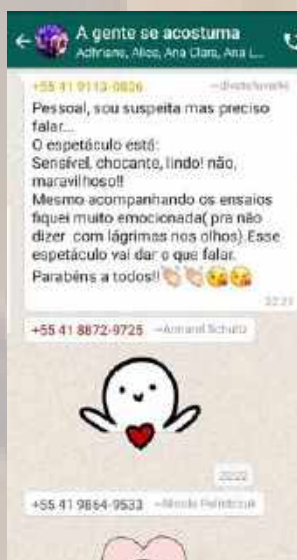 A gente se acostuma
Adhriane, Alice, Ana Clara, Ana L...
+55 41 9113-0836
Pessoal, sou suspeita mas preciso
falar...
O espetáculo está:
Sensível, chocante, lindo! não,
maravilhoso!!
Mesmo acompanhando os ensaios
fiquei muito emocionada( pra não
dizer com lágrimas nos olhos) Esse
espetáculo vai dar o que falar.
Parabéns a todos!!
+55 41 8872-9725
+55 41 9864-9533